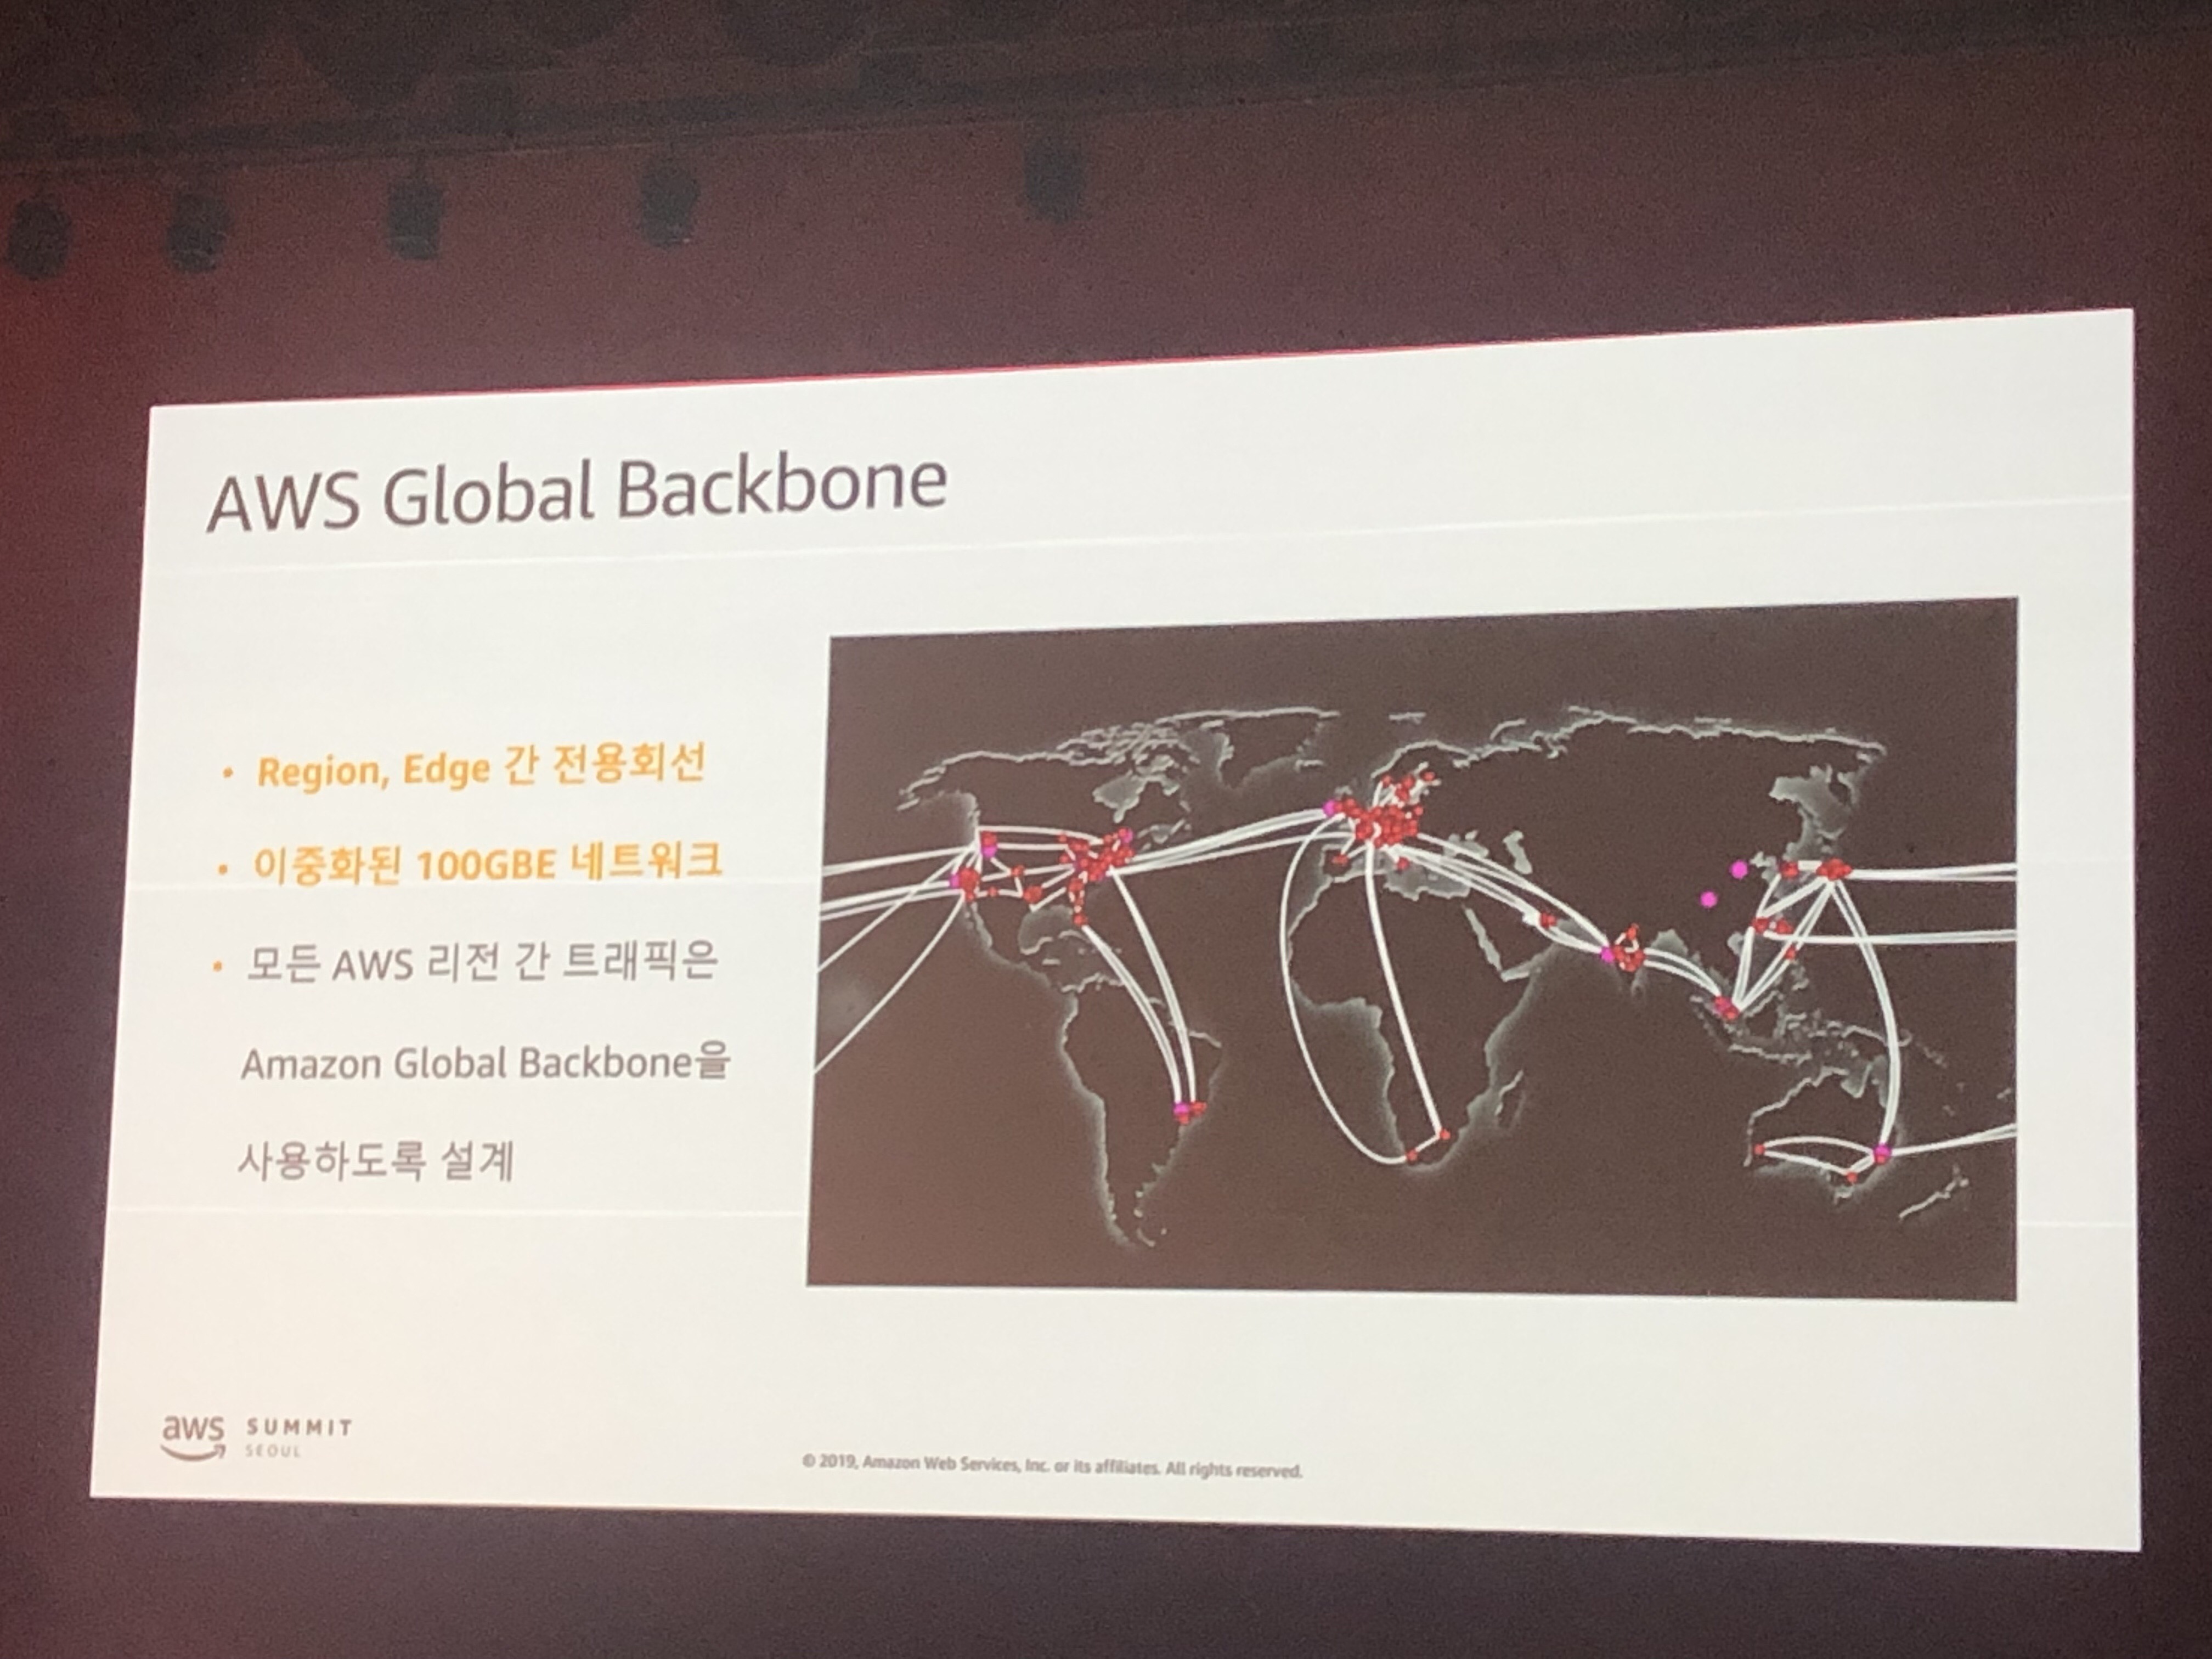 AWS Global Backbone
• Region, Edge 간 전용회선
• 이중화된 100GBE 네트워크
• 모든 AWS 리전 간 트래픽은
Amazon Global Backbone을
사용하도록 설계
aws SUMMIT
SEOUL
© 2019, Amazon Web Services, Inc. or its affiliates. All rights reserved.